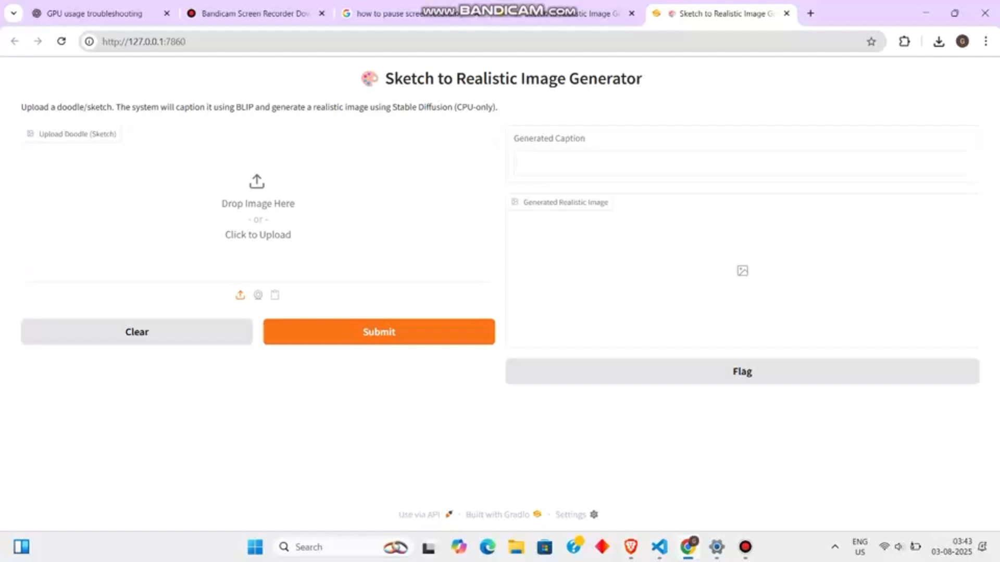 GPU usage troubleshooting
Bandicam Screen Recorder Dov
how to pause scree
www.BANDICAM.com
stic Image G
Sketch to Realistic Image G
http://127.0.0.1:7860
G
Sketch to Realistic Image Generator
Upload a doodle/sketch. The system will caption it using BLIP and generate a realistic image using Stable Diffusion (CPU-only).
Upload Doodle (Sketch)
Drop Image Here
- or -
Click to Upload
Clear
Submit
Generated Caption
Generated Realistic Image
Flag
Use via API
·
Built with Gradio
·
Settings
Search
ENG
US
03:43
03-08-2025